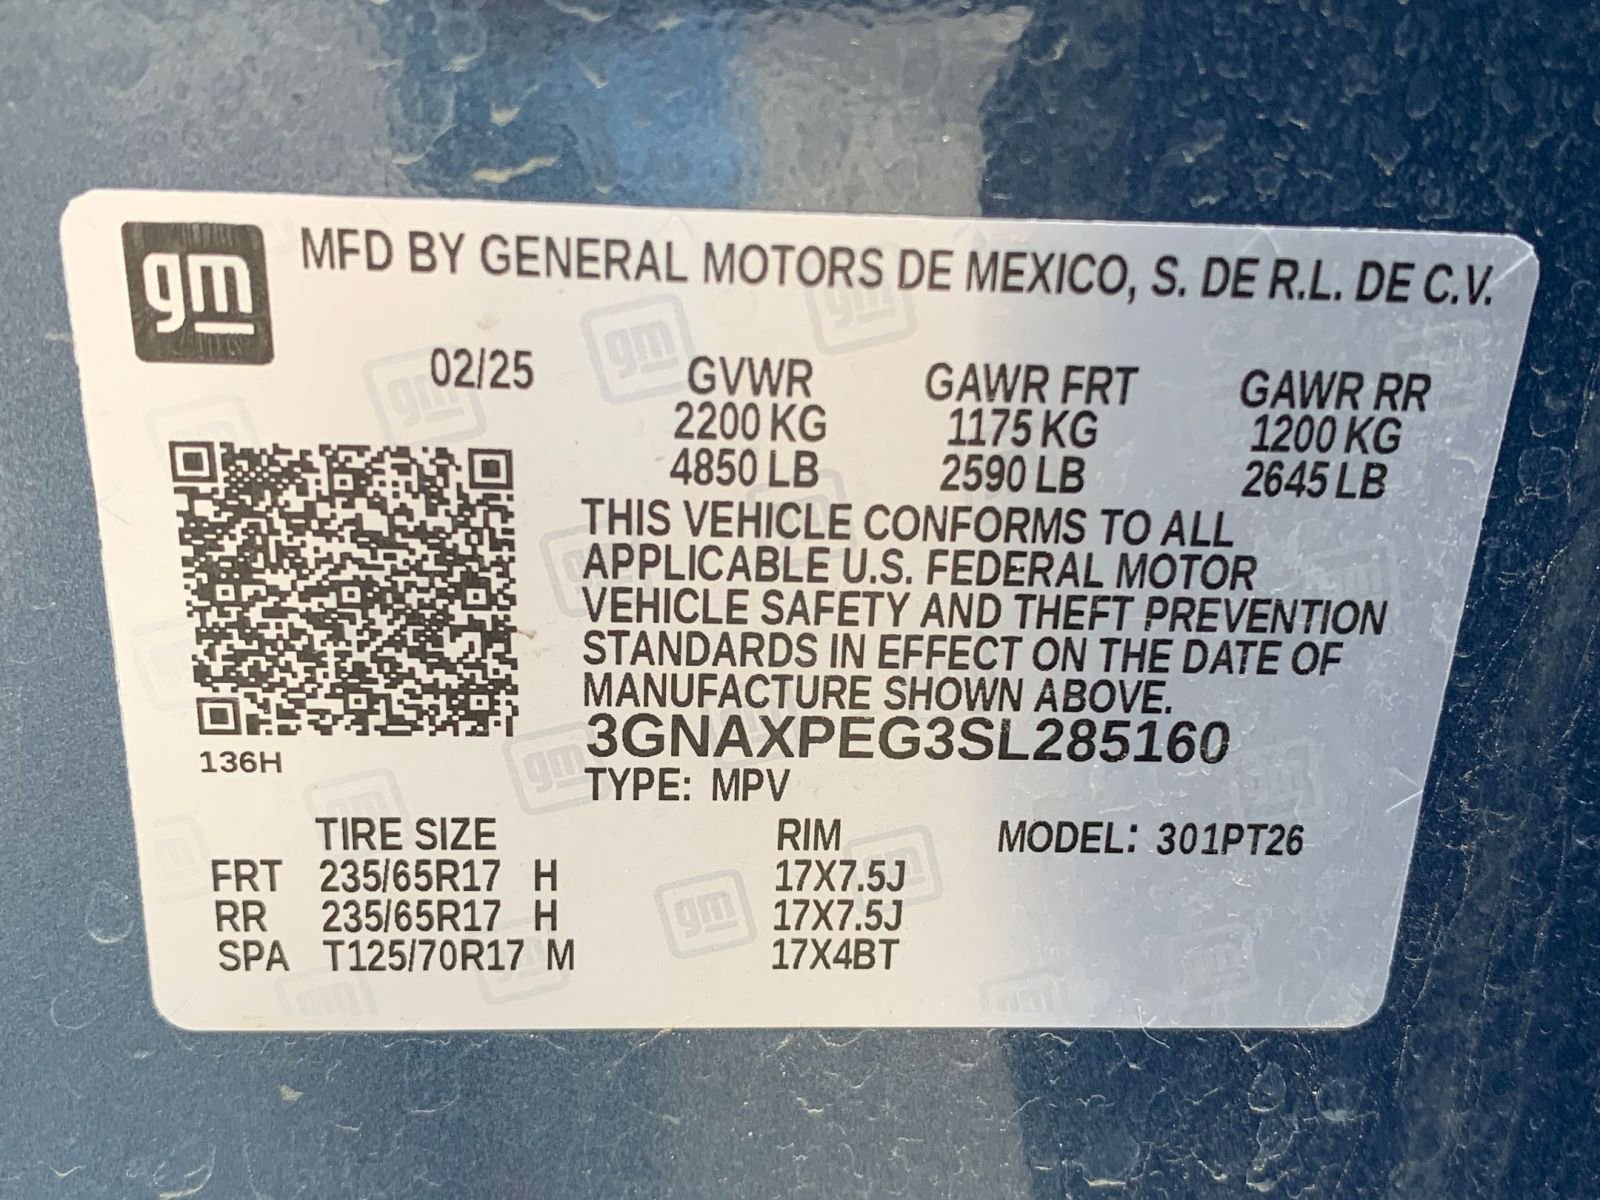 gm MFD BY GENERAL MOTORS DE MEXICO, S. DE R.L. DE C.V.
02/25 GVWR GAWR FRT GAWR RR
2200 KG 1175 KG 1200 KG
4850 LB 2590 LB 2645 LB
THIS VEHICLE CONFORMS TO ALL
APPLICABLE U.S. FEDERAL MOTOR
VEHICLE SAFETY AND THEFT PREVENTION
STANDARDS IN EFFECT ON THE DATE OF
MANUFACTURE SHOWN ABOVE.
3GNAXPEG3SL285160
136H
TYPE: MPV
TIRE SIZE RIM MODEL: 301PT26
FRT 235/65R17 H 17X7.5J
RR 235/65R17 H 17X7.5J
SPA T125/70R17 M 17X4BT